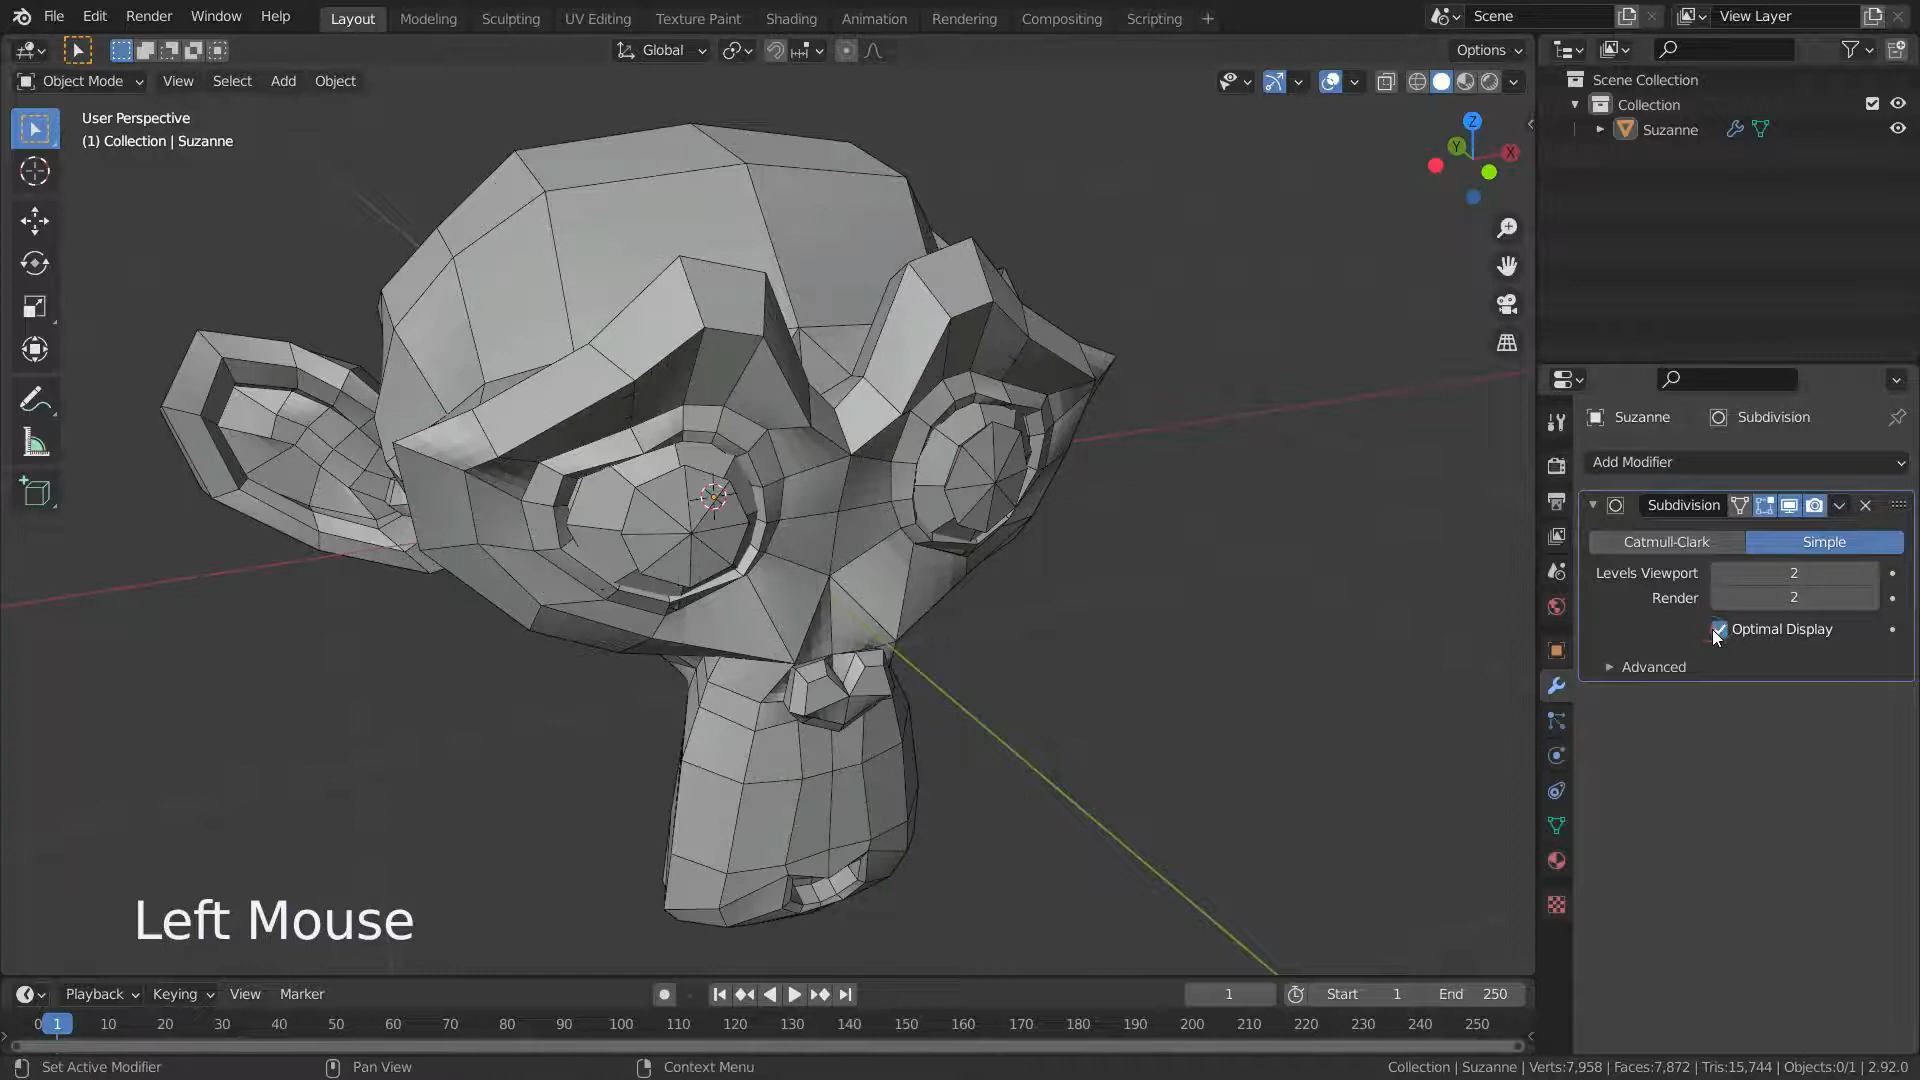 File Edit Render Window Help Layout Modeling Sculpting UV Editing Texture Paint Shading Animation Rendering Compositing Scripting + Scene View Layer
Global Options
Object Mode View Select Add Object
Scene Collection
Collection
Suzanne
User Perspective
(1) Collection | Suzanne
Z
Y
X
Suzanne Subdivision
Add Modifier
Subdivision
Catmull-Clark Simple
Levels Viewport 2
Render 2
Optimal Display
Advanced
Left Mouse
Playback Keying View Marker 1 Start 1 End 250
0 1 10 20 30 40 50 60 70 80 90 100 110 120 130 140 150 160 170 180 190 200 210 220 230 240 250
Set Active Modifier Pan View Context Menu Collection | Suzanne | Verts:7,958 | Faces:7,872 | Tris:15,744 | Objects:0/1 | 2.92.0